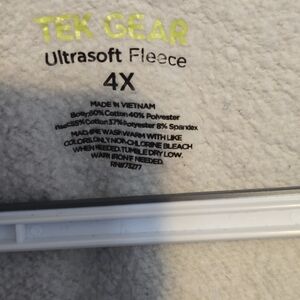 TEK GEAR
Ultrasoft Fleece
4X
MADE IN VIETNAM
Body:60% Cotton 40% Polyester
55% Cotton 37% Polyester 8% Spandex
MACHINE WASH WARM WITH LIKE
COLORS. ONLY NON-CHLORINE BLEACH
WHEN NEEDED. TUMBLE DRY LOW.
WARM IRON IF NEEDED.
RN#73277